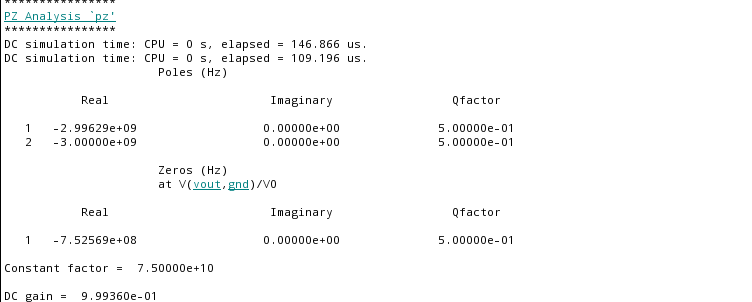 ****************
PZ Analysis `pz'
****************
DC simulation time: CPU = 0 s, elapsed = 146.866 us.
DC simulation time: CPU = 0 s, elapsed = 109.196 us.
Poles (Hz)
Real Imaginary Qfactor
1 -2.99629e+09 0.00000e+00 5.00000e-01
2 -3.00000e+09 0.00000e+00 5.00000e-01
Zeros (Hz)
at V(vout,gnd)/V0
Real Imaginary Qfactor
1 -7.52569e+08 0.00000e+00 5.00000e-01
Constant factor = 7.50000e+10
DC gain = 9.99360e-01